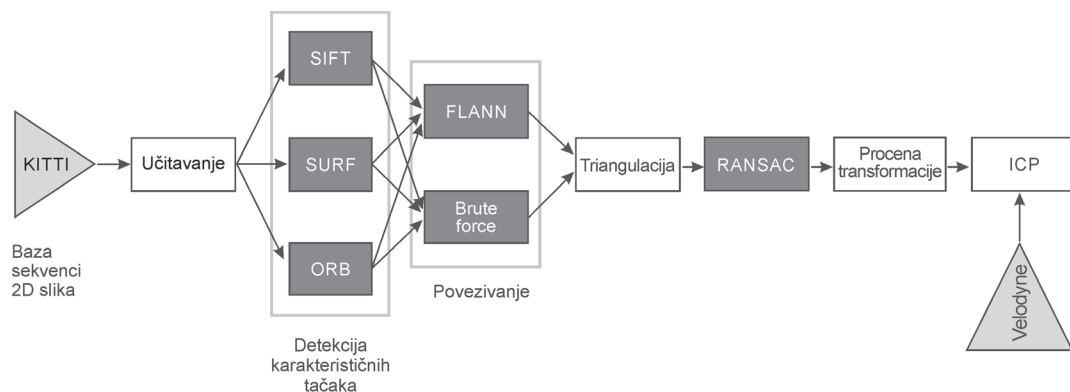 KITTI
Baza
sekvenci
2D slika
Učitavanje
SIFT
SURF
ORB
Detekcija
karakterističnih
tačaka
FLANN
Brute
force
Povezivanje
Triangulacija
RANSAC
Procena
transformacije
ICP
Velodyne